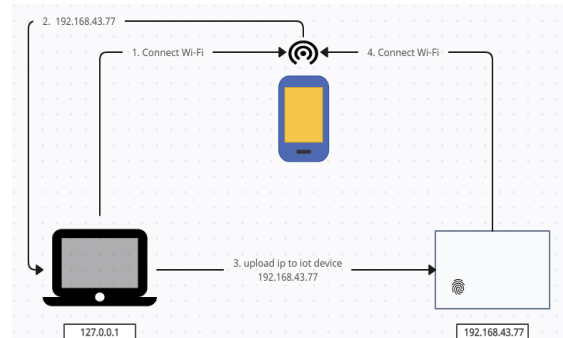 2. 192.168.43.77
1. Connect Wi-Fi
4. Connect Wi-Fi
3. upload ip to iot device
192.168.43.77
127.0.0.1
192.168.43.77